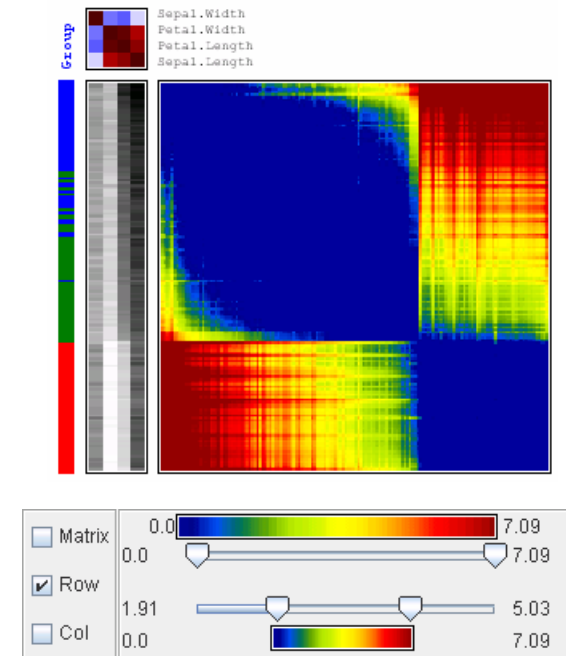 Group
Sepal.Width
Petal.Width
Petal.Length
Sepal.Length
Matrix
Row
Col
0.0 7.09
0.0 7.09
1.91 5.03
0.0 7.09